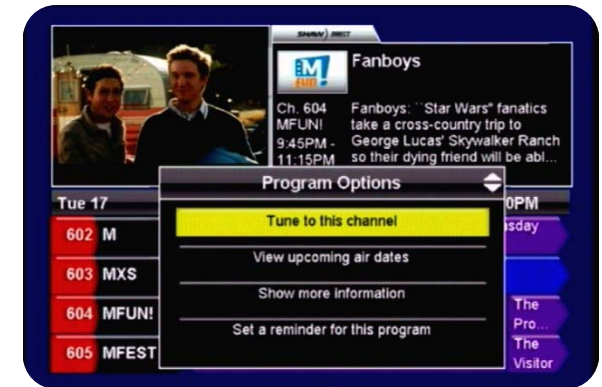 SHAW) DIRECT
M
fun!
Fanboys
Ch. 604
MFUN!
9:45PM -
11:15PM
Fanboys: ``Star Wars" fanatics
take a cross-country trip to
George Lucas' Skywalker Ranch
so their dying friend will be abl...
Program Options
Tue 17
0PM
Tune to this channel
View upcoming air dates
Show more information
Set a reminder for this program
602 M
sday
603 MXS
604 MFUN!
The
Pro...
605 MFEST
The
Visitor